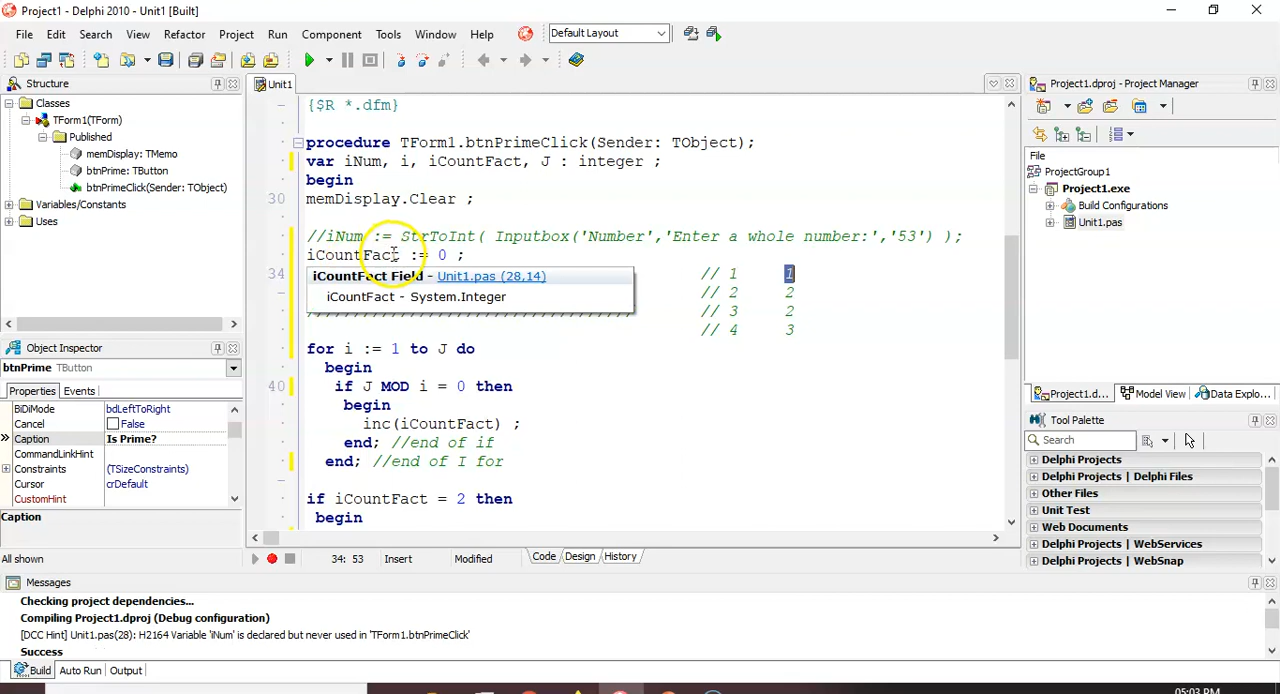 Project1 - Delphi 2010 - Unit1 [Built]
File Edit Search View Refactor Project Run Component Tools Window Help
Default Layout
Structure
Classes
TForm1(TForm)
Published
memDisplay: TMemo
btnPrime: TButton
btnPrimeClick(Sender: TObject)
Variables/Constants
Uses
Object Inspector
btnPrime TButton
Properties Events
BiDiMode bdLeftToRight
Cancel False
Caption Is Prime?
CommandLinkHint
Constraints (TSizeConstraints)
Cursor crDefault
CustomHint
Caption
All shown
Unit1
{$R *.dfm}
procedure TForm1.btnPrimeClick(Sender: TObject);
var iNum, i, iCountFact, J : integer ;
begin
30 memDisplay.Clear ;
//iNum := StrToInt( Inputbox('Number','Enter a whole number:','53') );
iCountFact := 0 ;
34 // 1 1
iCountFact Field - Unit1.pas (28,14)
// 2 2
iCountFact - System.Integer
// 3 2
// 4 3
for i := 1 to J do
begin
40 if J MOD i = 0 then
begin
inc(iCountFact) ;
end; //end of if
end; //end of I for
if iCountFact = 2 then
begin
34: 53 Insert Modified Code Design History
Project1.dproj - Project Manager
File
ProjectGroup1
Project1.exe
Build Configurations
Unit1.pas
Project1.d... Model View Data Explo...
Tool Palette
Search
Delphi Projects
Delphi Projects | Delphi Files
Other Files
Unit Test
Web Documents
Delphi Projects | WebServices
Delphi Projects | WebSnap
Messages
Checking project dependencies...
Compiling Project1.dproj (Debug configuration)
[DCC Hint] Unit1.pas(28): H2164 Variable 'iNum' is declared but never used in 'TForm1.btnPrimeClick'
Success
Build Auto Run Output
05:03 PM